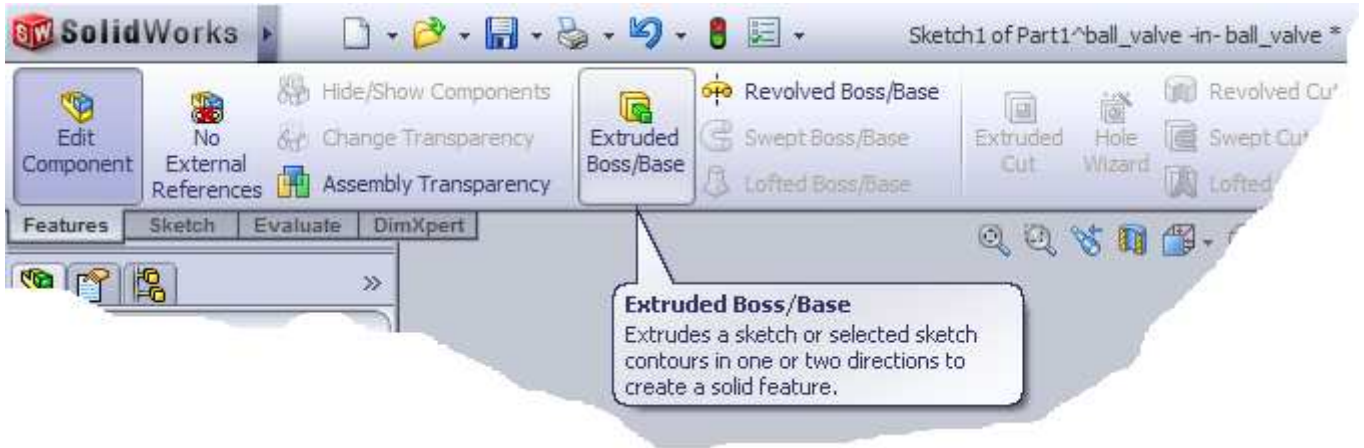 SolidWorks
Sketch1 of Part1^ball_valve -in- ball_valve *
Edit
Component
No
External
References
Hide/Show Components
Change Transparency
Assembly Transparency
Extruded
Boss/Base
Revolved Boss/Base
Swept Boss/Base
Lofted Boss/Base
Extruded
Cut
Hole
Wizard
Revolved Cut
Swept Cut
Lofted
Features
Sketch
Evaluate
DimXpert
Extruded Boss/Base
Extrudes a sketch or selected sketch
contours in one or two directions to
create a solid feature.